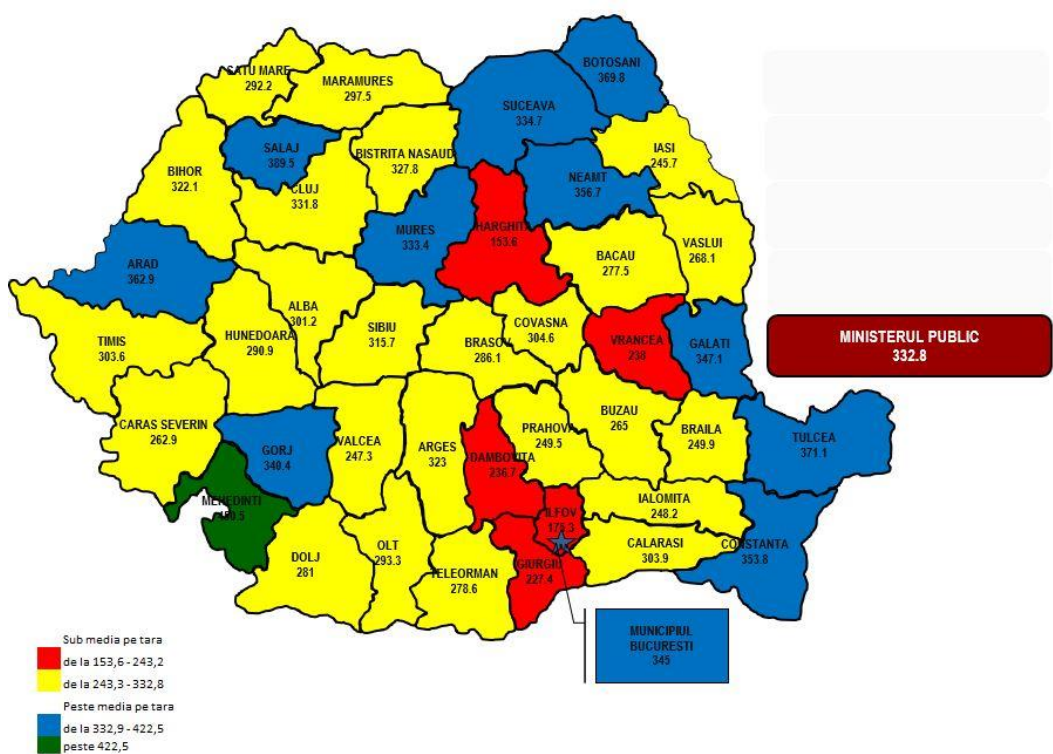 BOTOSANI
369.8
SATU MARE
292.2
MARAMURES
297.5
SUCEAVA
334.7
SALAJ
389.5
BISTRITA NASAUD
327.8
IASI
245.7
BIHOR
322.1
CLUJ
331.8
NEAMT
356.7
MURES
333.4
HARGHITA
153.6
BACAU
277.5
VASLUI
268.1
ARAD
362.9
ALBA
301.2
TIMIS
303.6
HUNEDOARA
290.9
SIBIU
315.7
BRASOV
286.1
COVASNA
304.6
VRANCEA
238
GALATI
347.1
MINISTERUL PUBLIC
332.8
CARAS SEVERIN
262.9
GORJ
340.4
VALCEA
247.3
ARGES
323
DAMBOVITA
236.7
PRAHOVA
249.5
BUZAU
265
BRAILA
249.9
TULCEA
371.1
MEHEDINTI
ILFOV
IALOMITA
248.2
DOLJ
281
OLT
293.3
TELEORMAN
278.6
GIURGIU
227.4
CALARASI
303.9
CONSTANTA
353.8
MUNICIPIUL
BUCURESTI
345
Sub media pe tara
de la 153,6 - 243,2
de la 243,3 - 332,8
Peste media pe tara
de la 332,9 - 422,5
peste 422,5